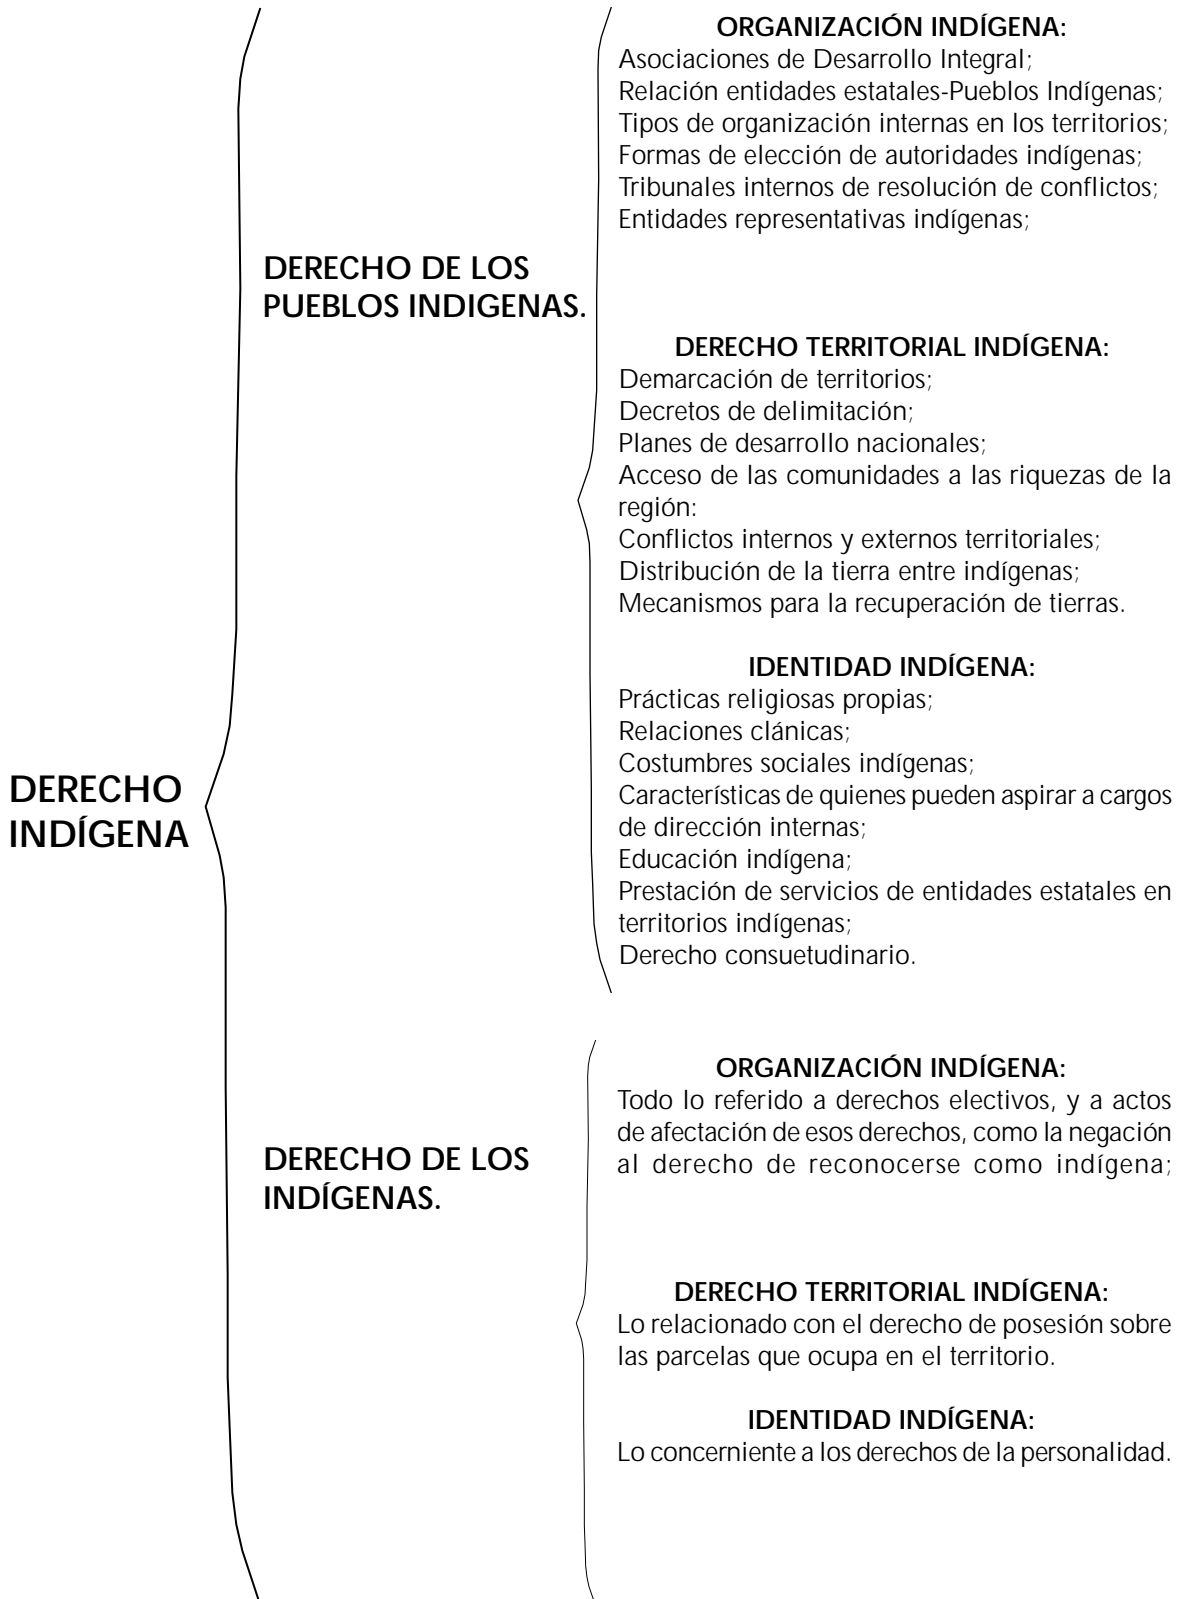 DERECHO
INDÍGENA
DERECHO DE LOS
PUEBLOS INDIGENAS.
ORGANIZACIÓN INDÍGENA:
Asociaciones de Desarrollo Integral;
Relación entidades estatales-Pueblos Indígenas;
Tipos de organización internas en los territorios;
Formas de elección de autoridades indígenas;
Tribunales internos de resolución de conflictos;
Entidades representativas indígenas;
DERECHO TERRITORIAL INDÍGENA:
Demarcación de territorios;
Decretos de delimitación;
Planes de desarrollo nacionales;
Acceso de las comunidades a las riquezas de la
región:
Conflictos internos y externos territoriales;
Distribución de la tierra entre indígenas;
Mecanismos para la recuperación de tierras.
IDENTIDAD INDÍGENA:
Prácticas religiosas propias;
Relaciones clánicas;
Costumbres sociales indígenas;
Características de quienes pueden aspirar a cargos
de dirección internas;
Educación indígena;
Prestación de servicios de entidades estatales en
territorios indígenas;
Derecho consuetudinario.
DERECHO DE LOS
INDÍGENAS.
ORGANIZACIÓN INDÍGENA:
Todo lo referido a derechos electivos, y a actos
de afectación de esos derechos, como la negación
al derecho de reconocerse como indígena;
DERECHO TERRITORIAL INDÍGENA:
Lo relacionado con el derecho de posesión sobre
las parcelas que ocupa en el territorio.
IDENTIDAD INDÍGENA:
Lo concerniente a los derechos de la personalidad.